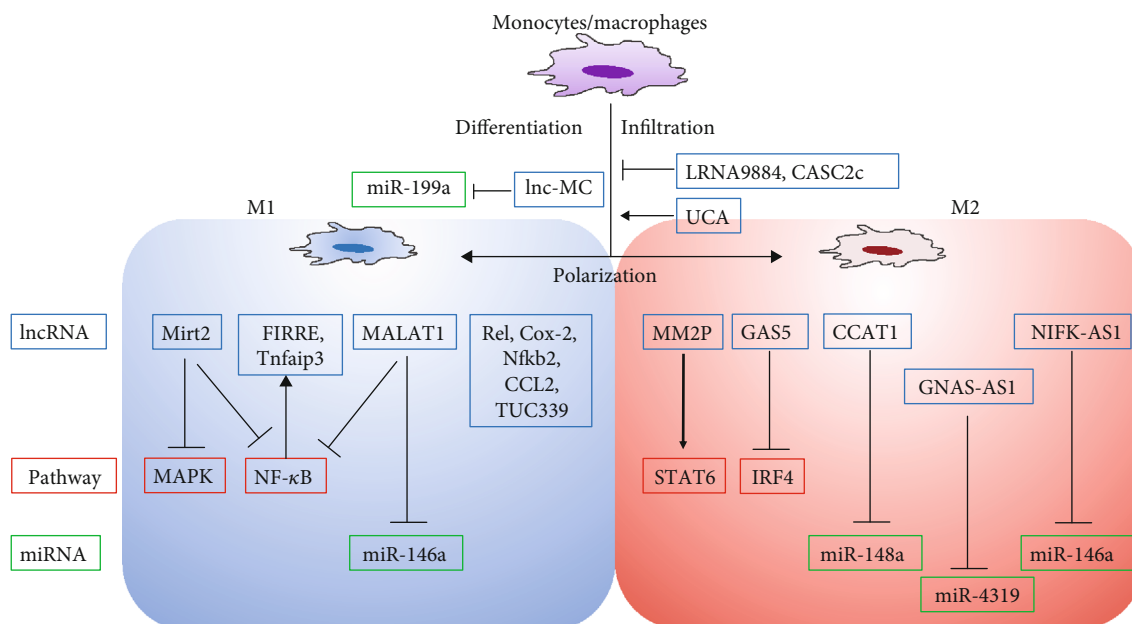 Monocytes/macrophages
Differentiation
Infiltration
miR-199a
lnc-MC
LRNA9884, CASC2c
UCA
M1
M2
Polarization
lncRNA
Mirt2
FIRRE,
Tnfaip3
MALAT1
Rel, Cox-2,
Nfkb2,
CCL2,
TUC339
MM2P
GAS5
CCAT1
GNAS-AS1
NIFK-AS1
Pathway
MAPK
NF-κB
STAT6
IRF4
miRNA
miR-146a
miR-148a
miR-4319
miR-146a